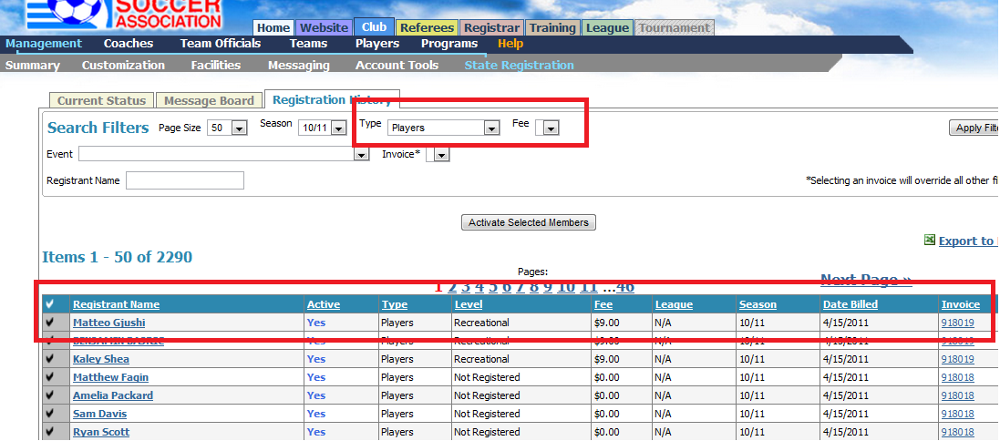 SOCCER
ASSOCIATION
Home Website Club Referees Registrar Training League Tournament
Management Coaches Team Officials Teams Players Programs Help
Summary Customization Facilities Messaging Account Tools State Registration
Current Status Message Board Registration History
Search Filters Page Size 50 Season 10/11 Type Players Fee Apply Filte
Event Invoice*
Registrant Name *Selecting an invoice will override all other fi
Activate Selected Members
Export to
Items 1 - 50 of 2290
Pages:
1 2 3 4 5 6 7 8 9 10 11 ...46 Next Page »
Registrant Name Active Type Level Fee League Season Date Billed Invoice
Matteo Gjushi Yes Players Recreational $9.00 N/A 10/11 4/15/2011 918019
Yes Players Recreational $9.00 N/A 10/11 4/15/2011 918019
Kaley Shea Yes Players Recreational $9.00 N/A 10/11 4/15/2011 918019
Matthew Fagin Yes Players Not Registered $0.00 N/A 10/11 4/15/2011 918018
Amelia Packard Yes Players Not Registered $0.00 N/A 10/11 4/15/2011 918018
Sam Davis Yes Players Not Registered $0.00 N/A 10/11 4/15/2011 918018
Ryan Scott Yes Players Not Registered $0.00 N/A 10/11 4/15/2011 918018